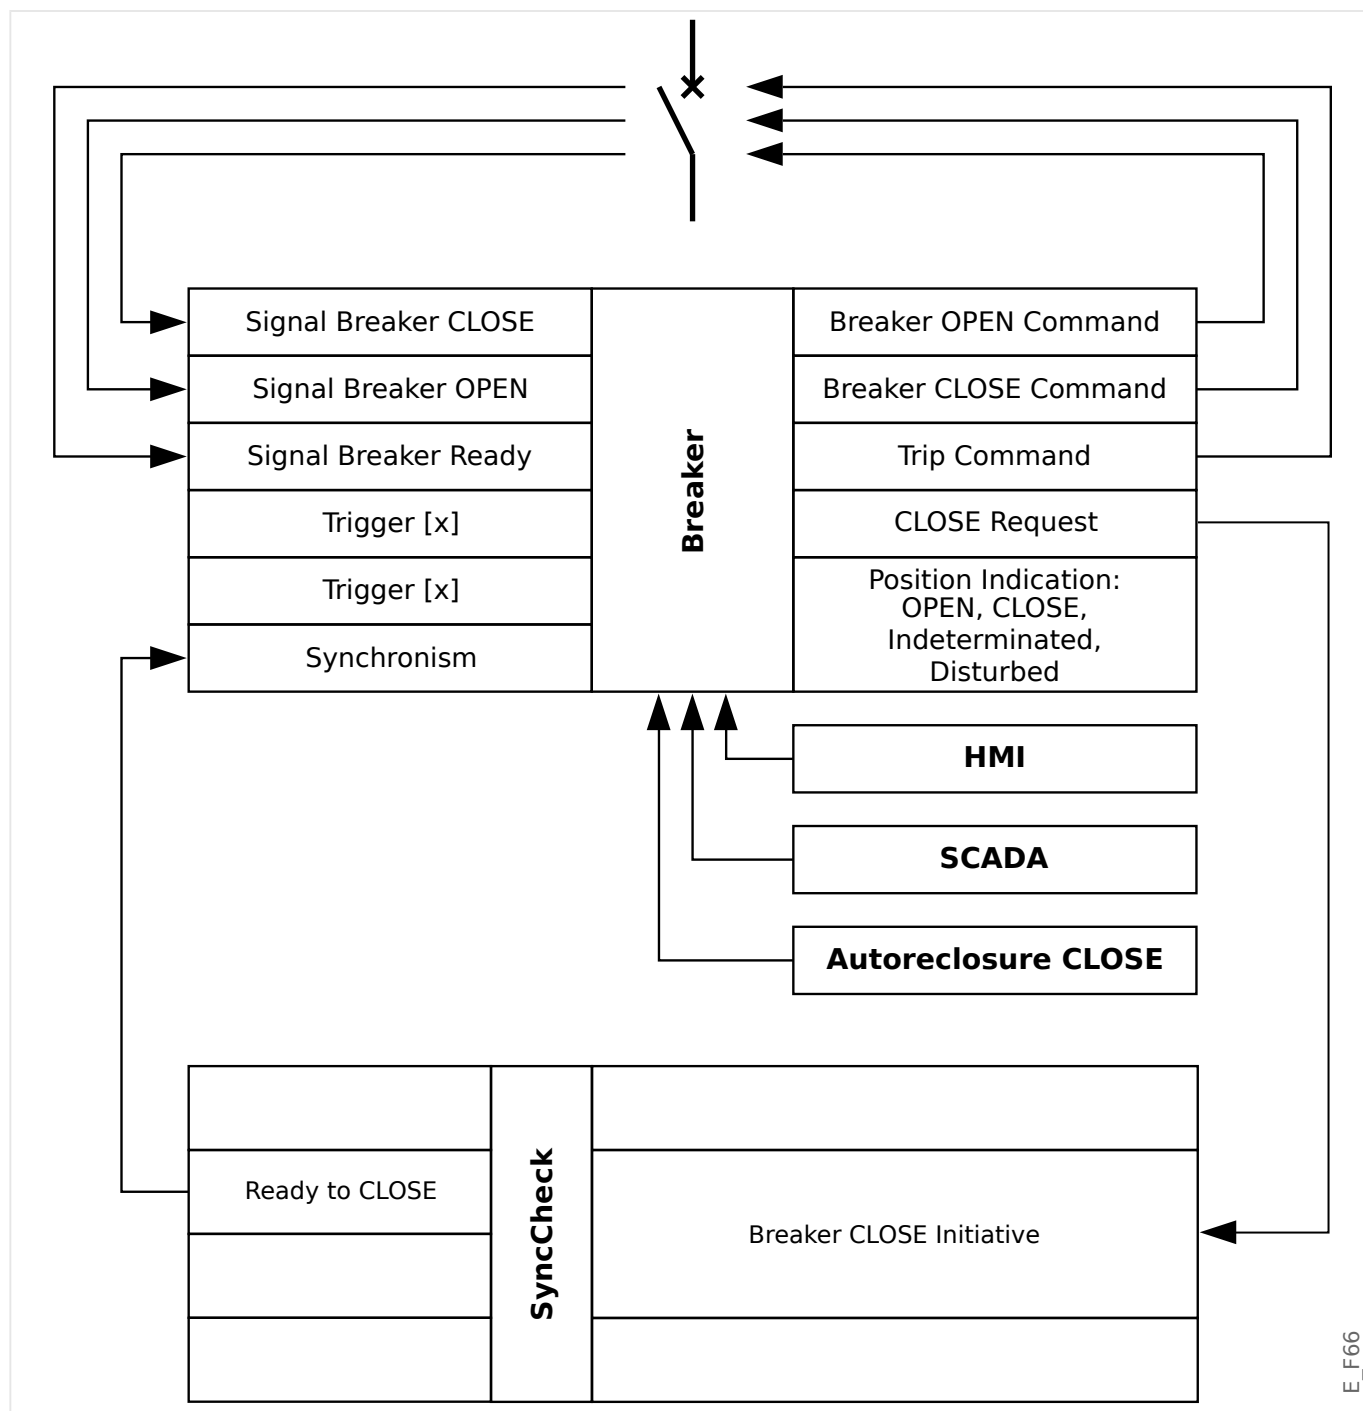 Signal Breaker CLOSE
Signal Breaker OPEN
Signal Breaker Ready
Trigger [x]
Trigger [x]
Synchronism
Breaker
Breaker OPEN Command
Breaker CLOSE Command
Trip Command
CLOSE Request
Position Indication:
OPEN, CLOSE,
Indeterminated,
Disturbed
HMI
SCADA
Autoreclosure CLOSE
Ready to CLOSE
SyncCheck
Breaker CLOSE Initiative
E_F66